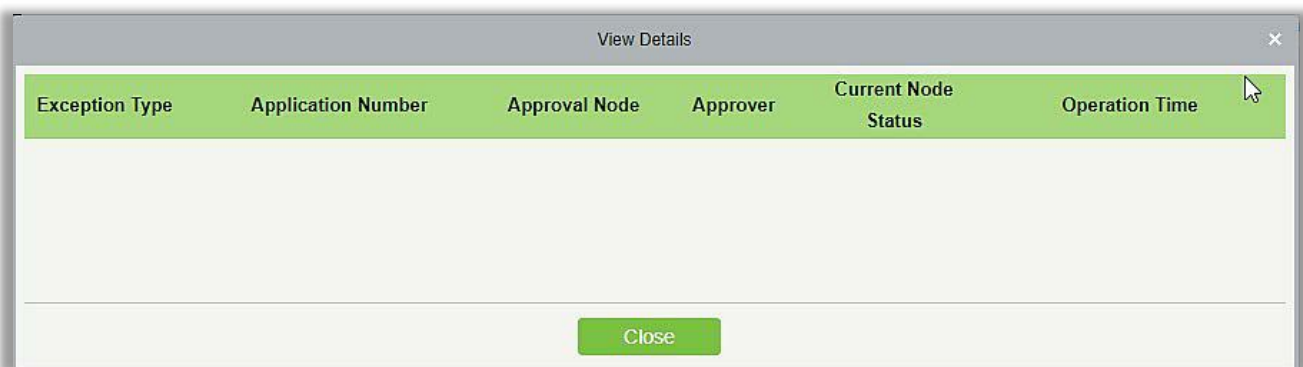 View Details
Exception Type Application Number Approval Node Approver Current Node Status Operation Time
Close